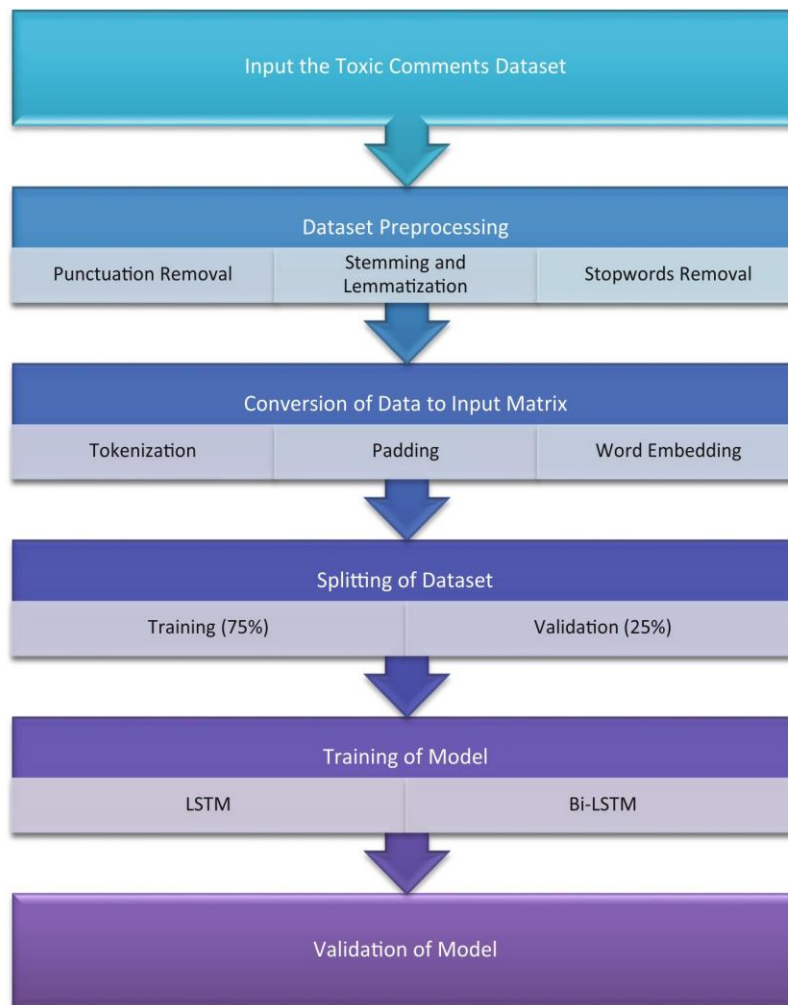 Input the Toxic Comments Dataset
Dataset Preprocessing
Punctuation Removal
Stemming and
Lemmatization
Stopwords Removal
Conversion of Data to Input Matrix
Tokenization
Padding
Word Embedding
Splitting of Dataset
Training (75%)
Validation (25%)
Training of Model
LSTM
Bi-LSTM
Validation of Model